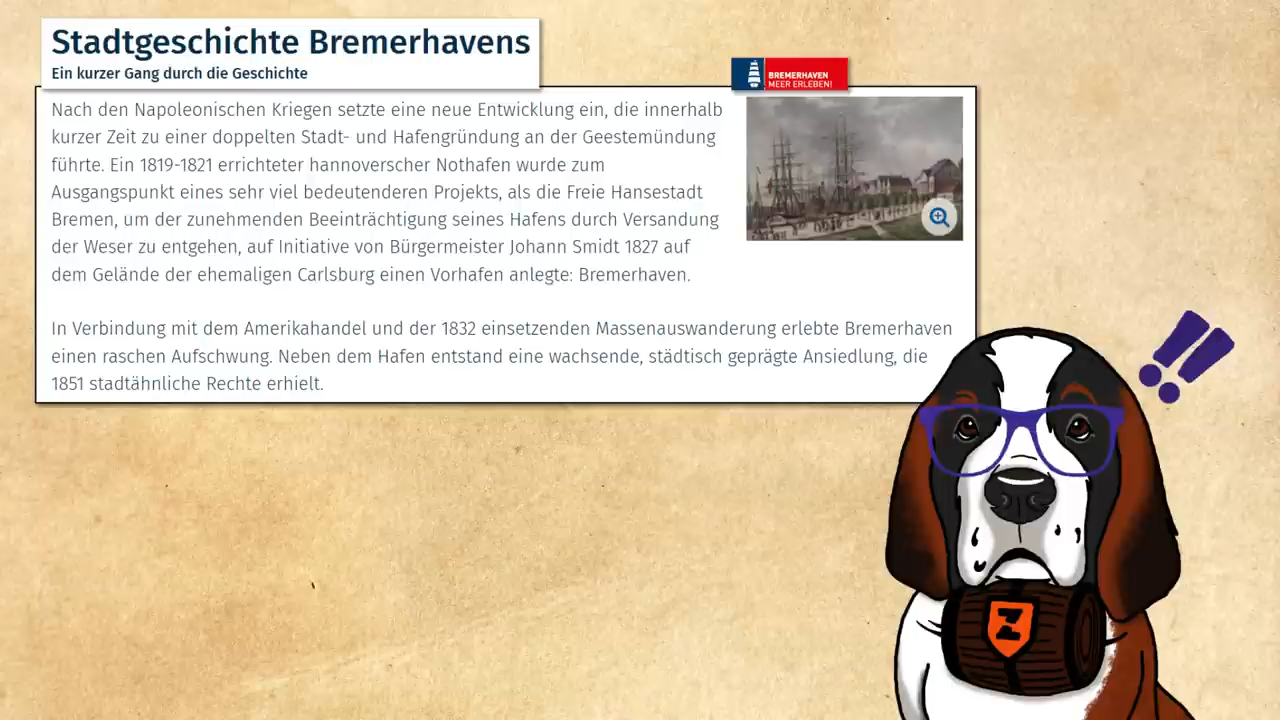 Stadtgeschichte Bremerhavens
Ein kurzer Gang durch die Geschichte
BREMERHAVEN
MEER ERLEBEN!
Nach den Napoleonischen Kriegen setzte eine neue Entwicklung ein, die innerhalb
kurzer Zeit zu einer doppelten Stadt- und Hafengründung an der Geestemündung
führte. Ein 1819-1821 errichteter hannoverscher Nothafen wurde zum
Ausgangspunkt eines sehr viel bedeutenderen Projekts, als die Freie Hansestadt
Bremen, um der zunehmenden Beeinträchtigung seines Hafens durch Versandung
der Weser zu entgehen, auf Initiative von Bürgermeister Johann Smidt 1827 auf
dem Gelände der ehemaligen Carlsburg einen Vorhafen anlegte: Bremerhaven.
In Verbindung mit dem Amerikahandel und der 1832 einsetzenden Massenauswanderung erlebte Bremerhaven
einen raschen Aufschwung. Neben dem Hafen entstand eine wachsende, städtisch geprägte Ansiedlung, die
1851 stadtähnliche Rechte erhielt.
!!
Z